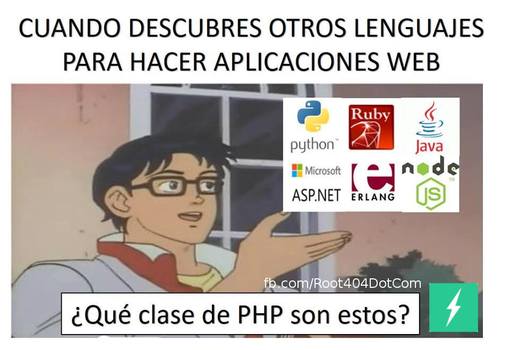 CUANDO DESCUBRES OTROS LENGUAJES
PARA HACER APLICACIONES WEB
python™
Ruby
Java
Microsoft
ASP.NET
ERLANG
node
JS
fb.com/Root404DotCom
¿Qué clase de PHP son estos?